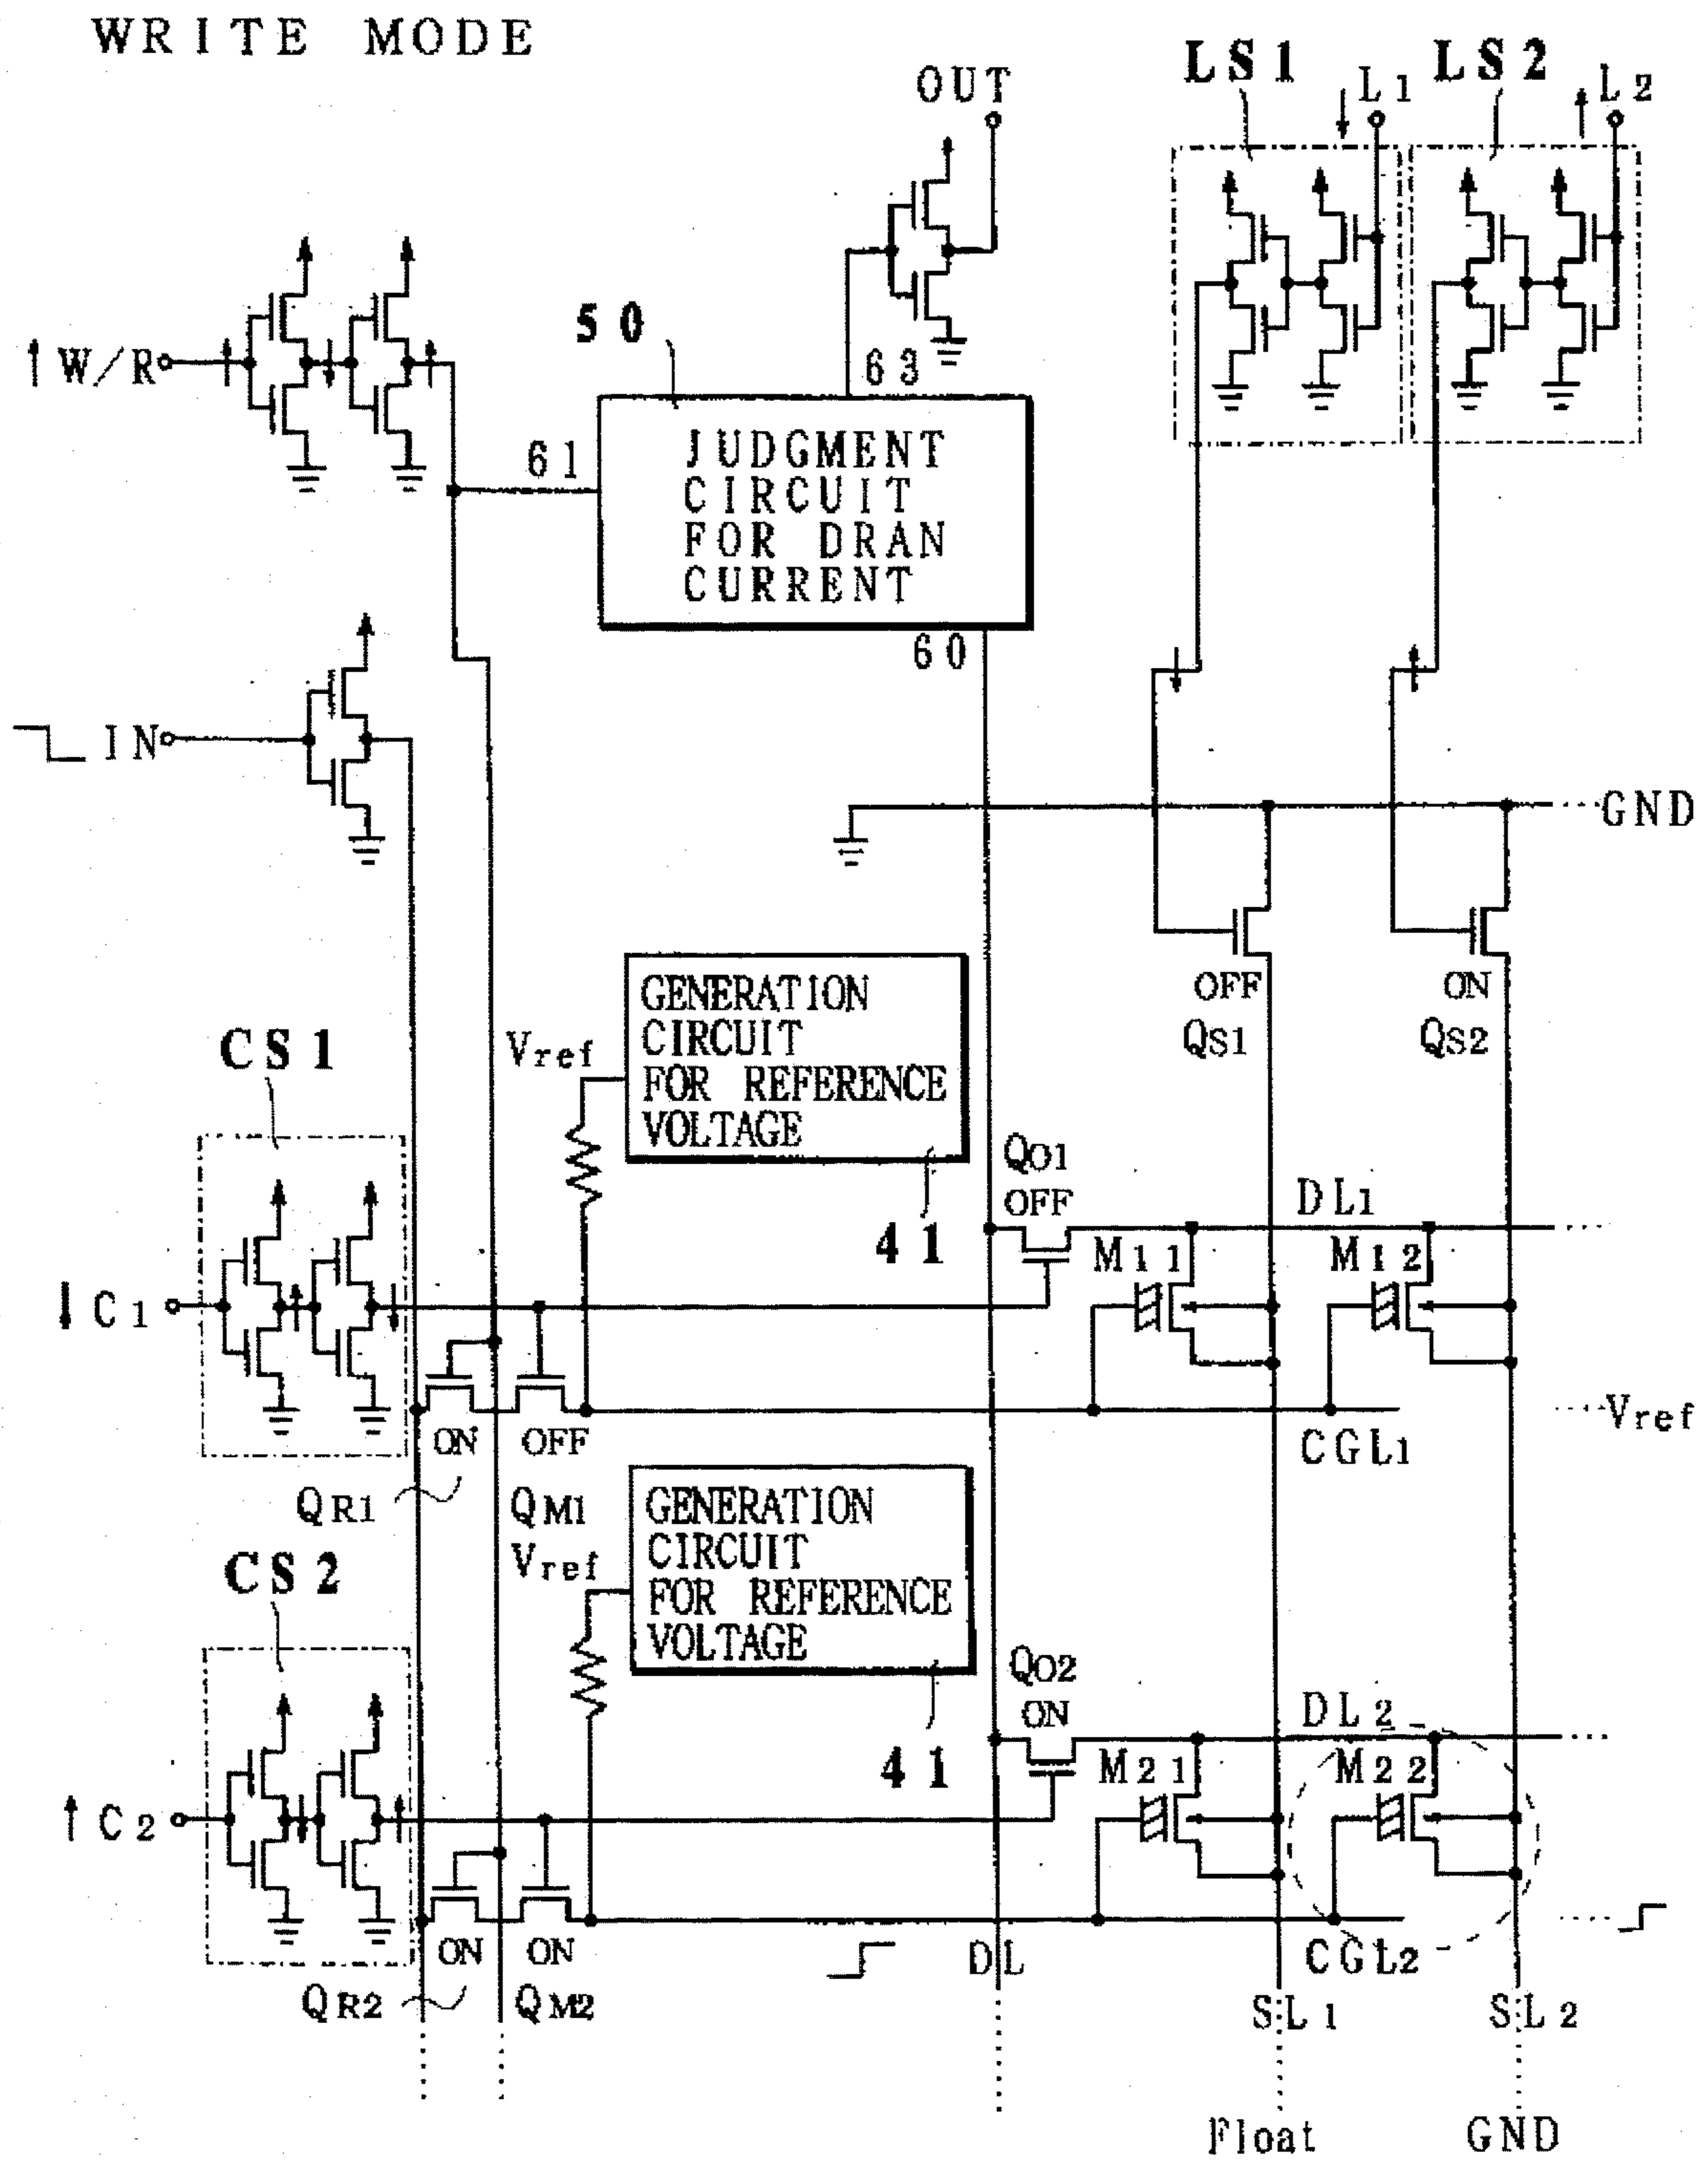 WRITE MODE
OUT
LS1
L1
LS2
L2
W/R
50
63
61
JUDGMENT
CIRCUIT
FOR DRAN
CURRENT
60
IN
GND
OFF
QS1
ON
QS2
GENERATION
CIRCUIT
FOR REFERENCE
VOLTAGE
Vref
CS1
41
QO1
OFF
DL1
M11
M12
C1
ON
OFF
CGL1
Vref
QR1
QM1
GENERATION
CIRCUIT
FOR REFERENCE
VOLTAGE
Vref
CS2
41
QO2
ON
DL2
M21
M22
C2
ON
ON
DL
CGL2
QR2
QM2
SL1
SL2
Float
GND